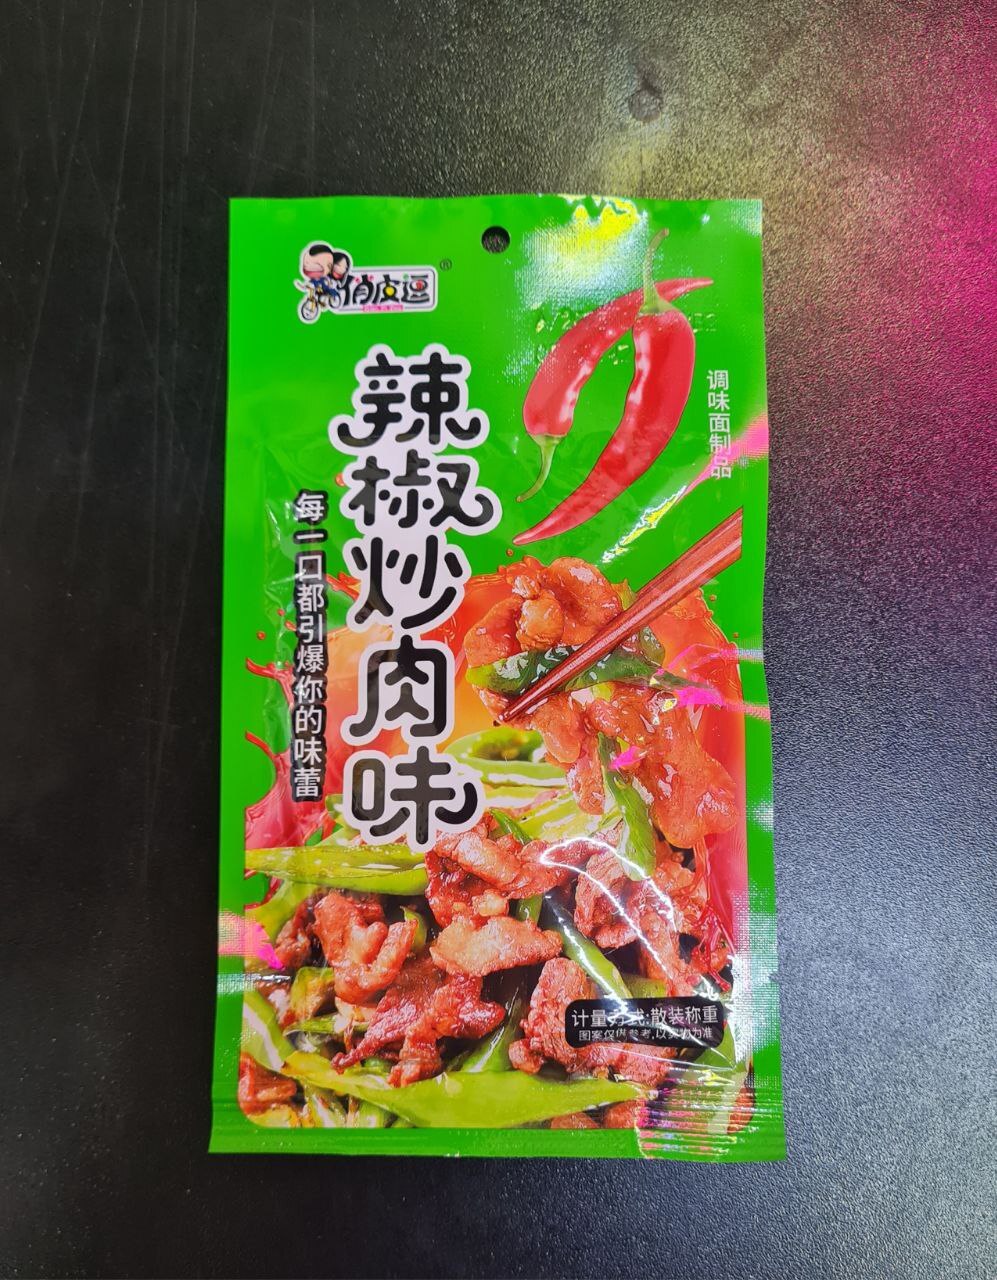 俏皮逗
®
辣椒炒肉味
每一口都引爆你的味蕾
调味面制品
计量方式:散装称重
图案仅供参考,以实物为准